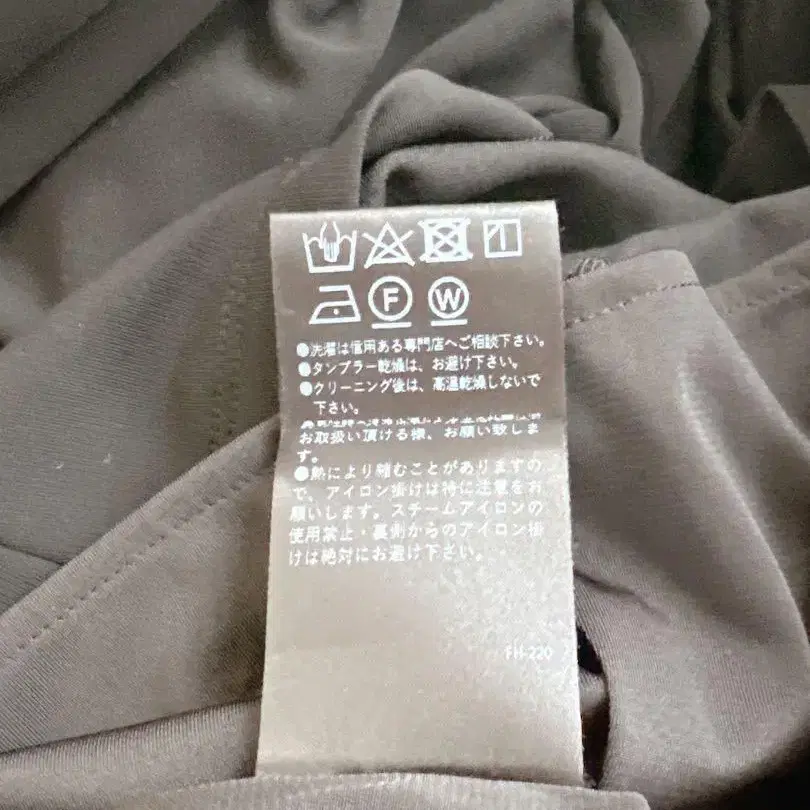 F W
●洗濯は信用ある専門店へご相談下さい。
●タンブラー乾燥は、お避け下さい。
●クリーニング後は、高温乾燥しないで
下さい。
お取扱い頂ける様、お願い致しま
す。
●熱により縮むことがありますの
で、アイロン掛けは特に注意をお
願いします。スチームアイロンの
使用禁止・裏側からのアイロン掛
けは絶対にお避け下さい。
FH-220